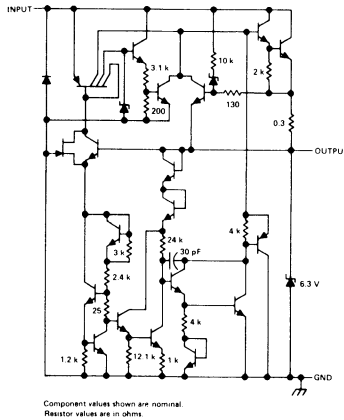 INPUT
3.1 k
10 k
2 k
200
130
0.3
OUTPU
3 k
24 k
30 pF
4 k
2.4 k
25
6.3 V
4 k
1.2 k
12.1 k
1 k
GND
Component values shown are nominal.
Resistor values are in ohms.